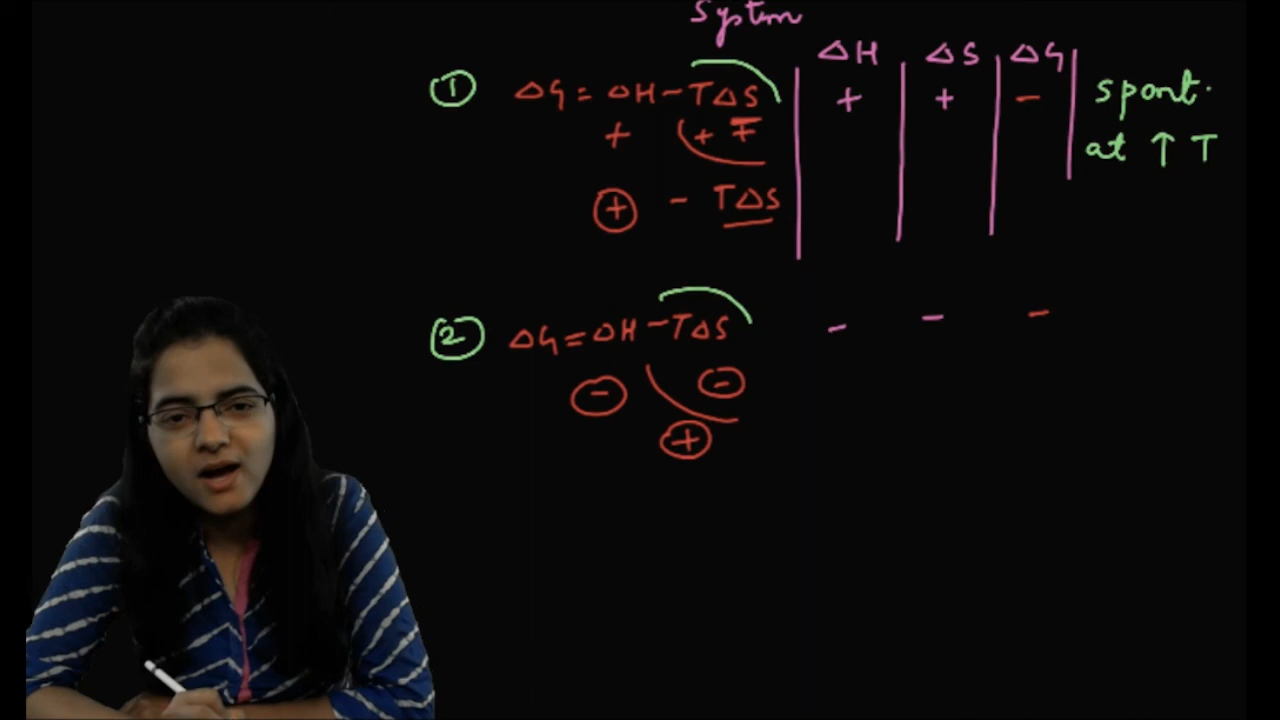 System
ΔH ΔS ΔG
① ΔG = ΔH - TΔS + + - spont.
+ + at ↑ T
+ - TΔS
② ΔG = ΔH - TΔS - - -
- -
+